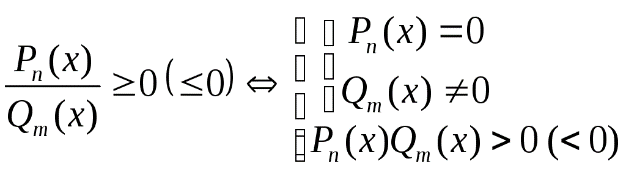 P_n(x)/Q_m(x) ≥0 (≤0) ⇔ P_n(x) =0
Q_m(x) ≠0
P_n(x)Q_m(x) > 0 (< 0)